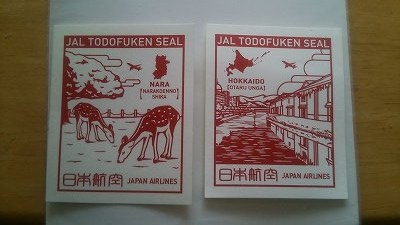 JAL TODOFUKEN SEAL
NARA
[NARAKOENNO]
SHIKA
日本航空 JAPAN AIRLINES
JAL TODOFUKEN SEAL
HOKKAIDO
[OTARU UNGA]
日本航空 JAPAN AIRLINES